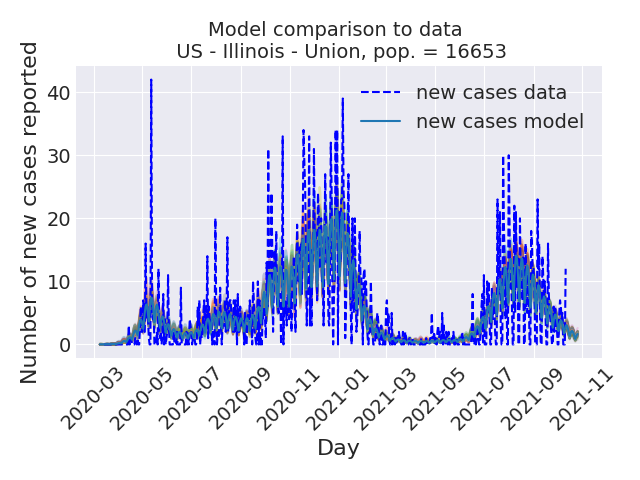 Model comparison to data
US - Illinois - Union, pop. = 16653
Number of new cases reported
40
30
20
10
0
new cases data
new cases model
2020-03
2020-05
2020-07
2020-09
2020-11
2021-01
2021-03
2021-05
2021-07
2021-09
2021-11
Day